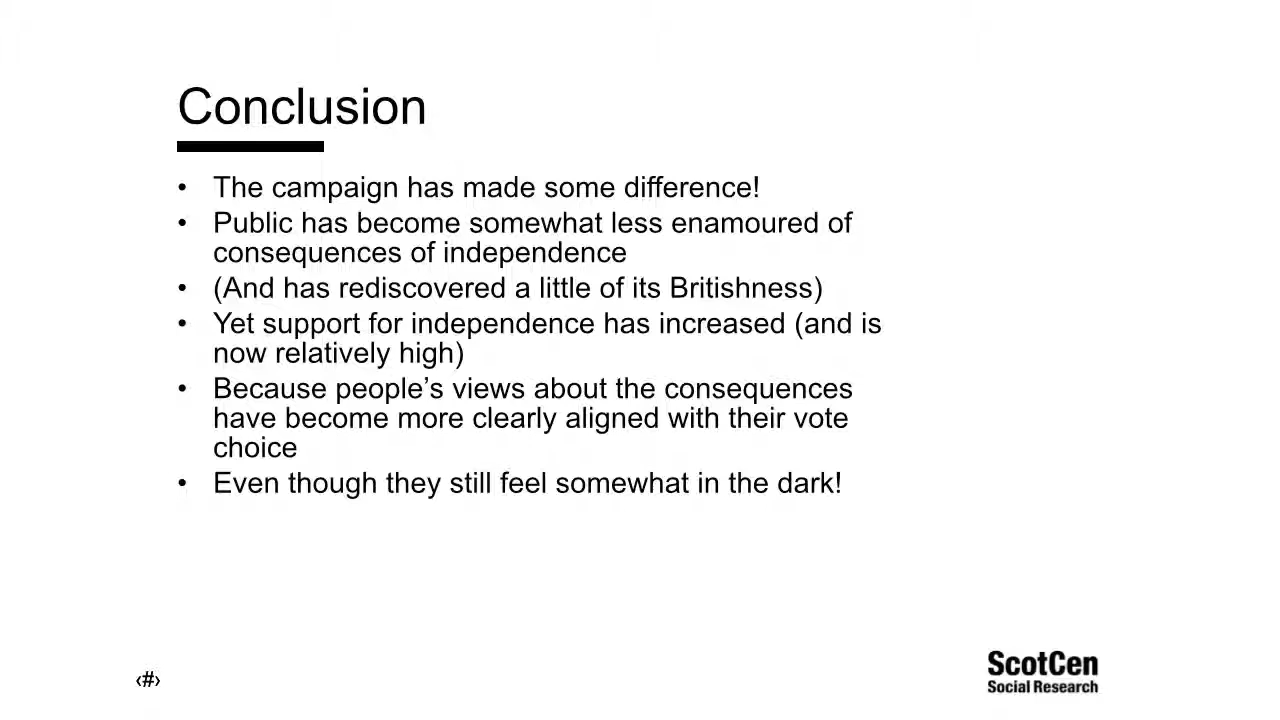 Conclusion
• The campaign has made some difference!
• Public has become somewhat less enamoured of
consequences of independence
• (And has rediscovered a little of its Britishness)
• Yet support for independence has increased (and is
now relatively high)
• Because people’s views about the consequences
have become more clearly aligned with their vote
choice
• Even though they still feel somewhat in the dark!
‹#›
ScotCen
Social Research